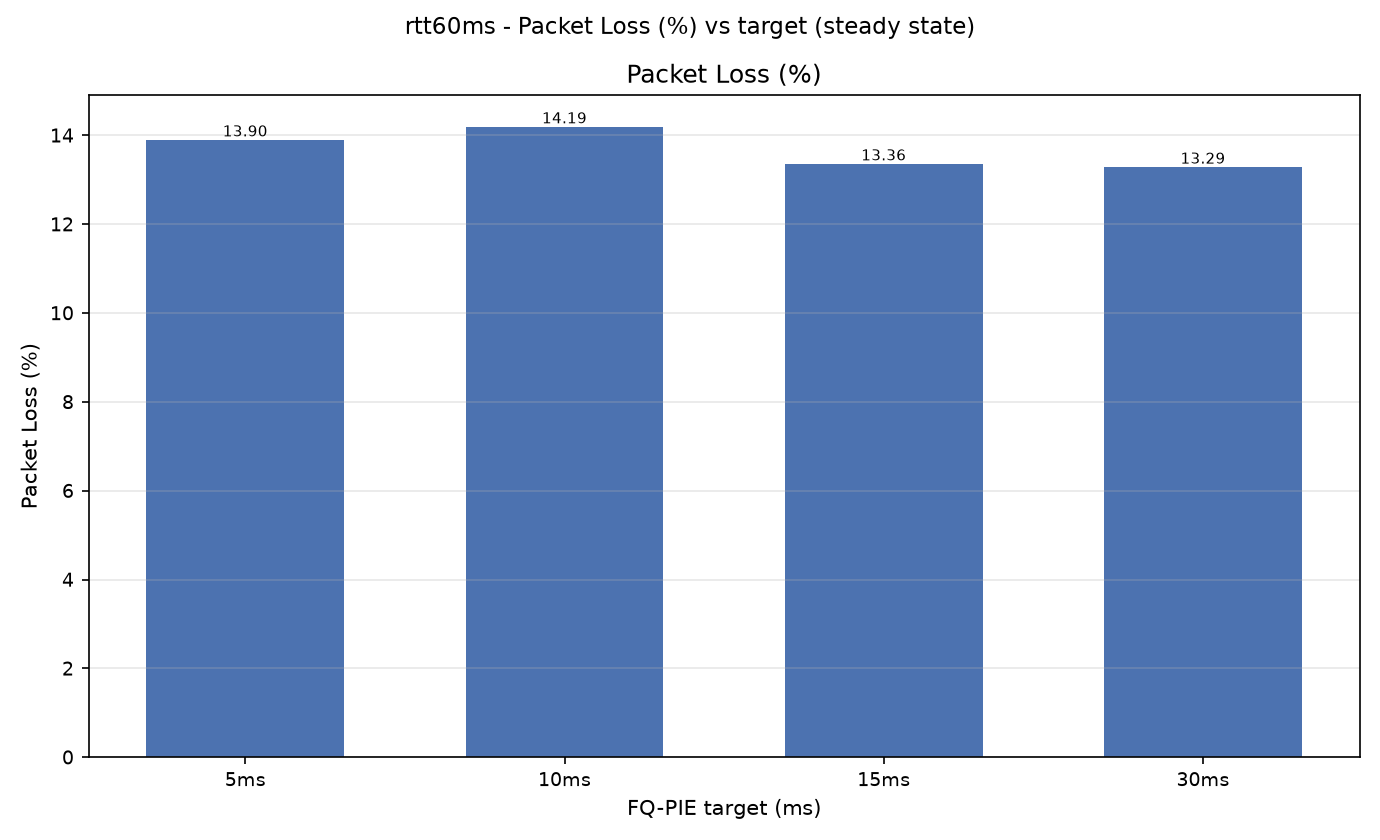 rtt60ms - Packet Loss (%) vs target (steady state)
Packet Loss (%)
13.90
14.19
13.36
13.29
14
12
10
8
6
4
2
0
Packet Loss (%)
5ms
10ms
15ms
30ms
FQ-PIE target (ms)